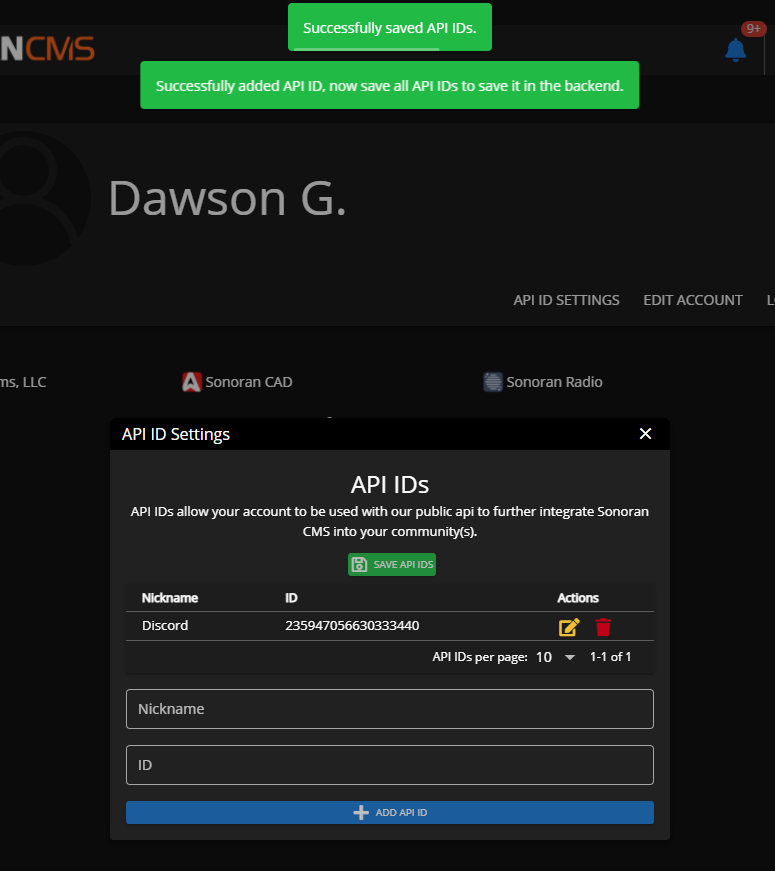 Successfully saved API IDs.
NCMS
9+
Successfully added API ID, now save all API IDs to save it in the backend.
Dawson G.
API ID SETTINGS EDIT ACCOUNT L
ms, LLC Sonoran CAD Sonoran Radio
API ID Settings
API IDs
API IDs allow your account to be used with our public api to further integrate Sonoran
CMS into your community(s).
SAVE API IDS
Nickname ID Actions
Discord 235947056630333440
API IDs per page: 10 1-1 of 1
Nickname
ID
ADD API ID